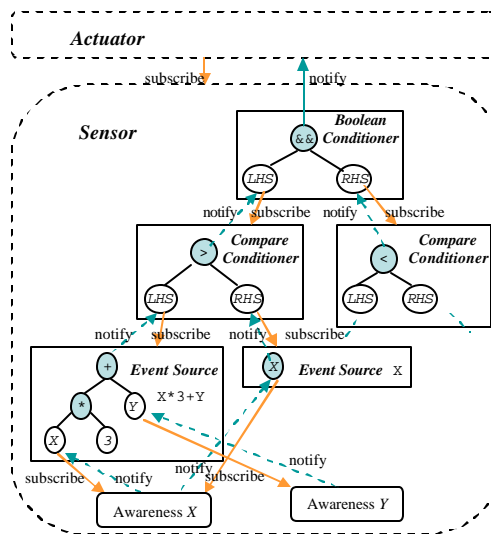 Actuator
subscribe
notify
Sensor
Boolean
Conditioner
&&
LHS
RHS
notify
subscribe
notify
subscribe
>
Compare
Conditioner
<
Compare
Conditioner
LHS
RHS
LHS
RHS
notify
subscribe
notify
subscribe
+
Event Source
X*3+Y
*
Y
X
3
X
Event Source X
subscribe
notify
notify
notify
subscribe
Awareness X
Awareness Y